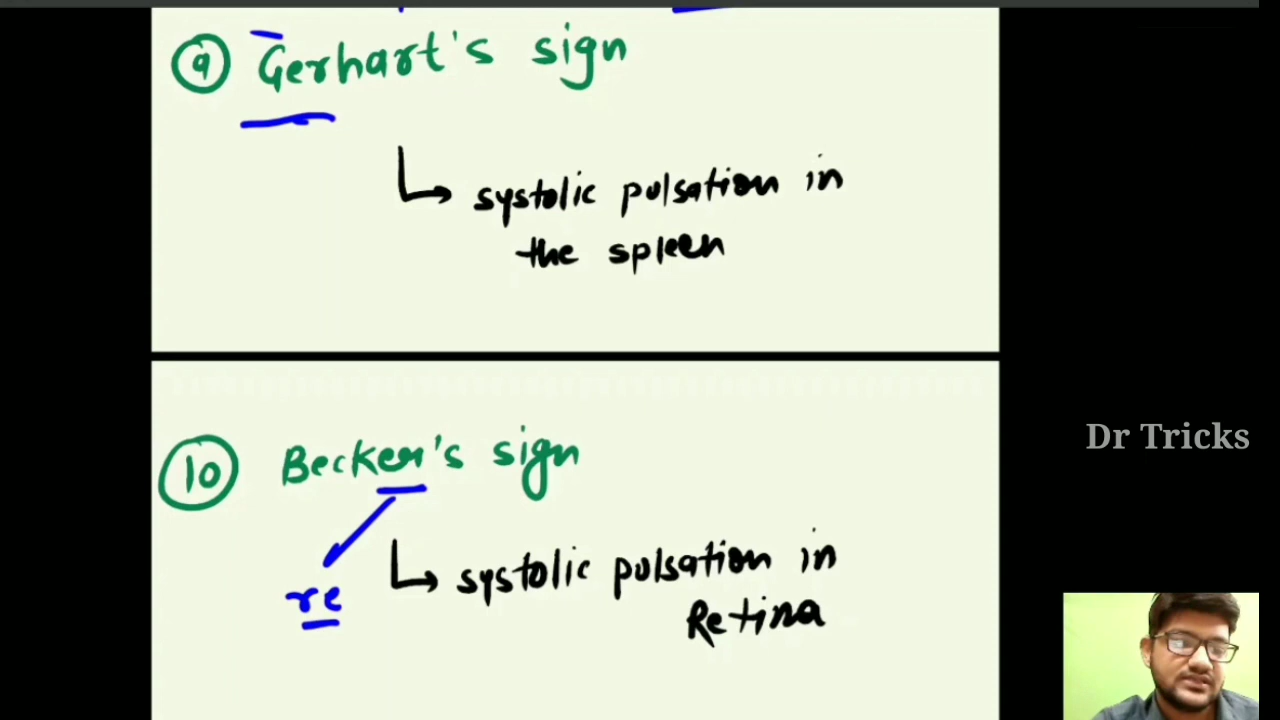 9 Gerhart's sign
systolic pulsation in
the spleen
10 Becker's sign
re
systolic pulsation in
Retina
Dr Tricks